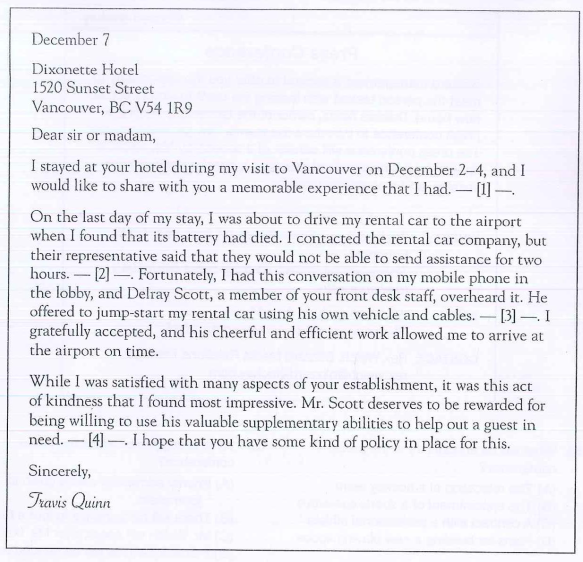 December 7
Dixonette Hotel
1520 Sunset Street
Vancouver, BC V54 1R9
Dear sir or madam,
I stayed at your hotel during my visit to Vancouver on December 2–4, and I
would like to share with you a memorable experience that I had. — [1] —.
On the last day of my stay, I was about to drive my rental car to the airport
when I found that its battery had died. I contacted the rental car company, but
their representative said that they would not be able to send assistance for two
hours. — [2] —. Fortunately, I had this conversation on my mobile phone in
the lobby, and Delray Scott, a member of your front desk staff, overheard it. He
offered to jump-start my rental car using his own vehicle and cables. — [3] —. I
gratefully accepted, and his cheerful and efficient work allowed me to arrive at
the airport on time.
While I was satisfied with many aspects of your establishment, it was this act
of kindness that I found most impressive. Mr. Scott deserves to be rewarded for
being willing to use his valuable supplementary abilities to help out a guest in
need. — [4] —. I hope that you have some kind of policy in place for this.
Sincerely,
Travis Quinn